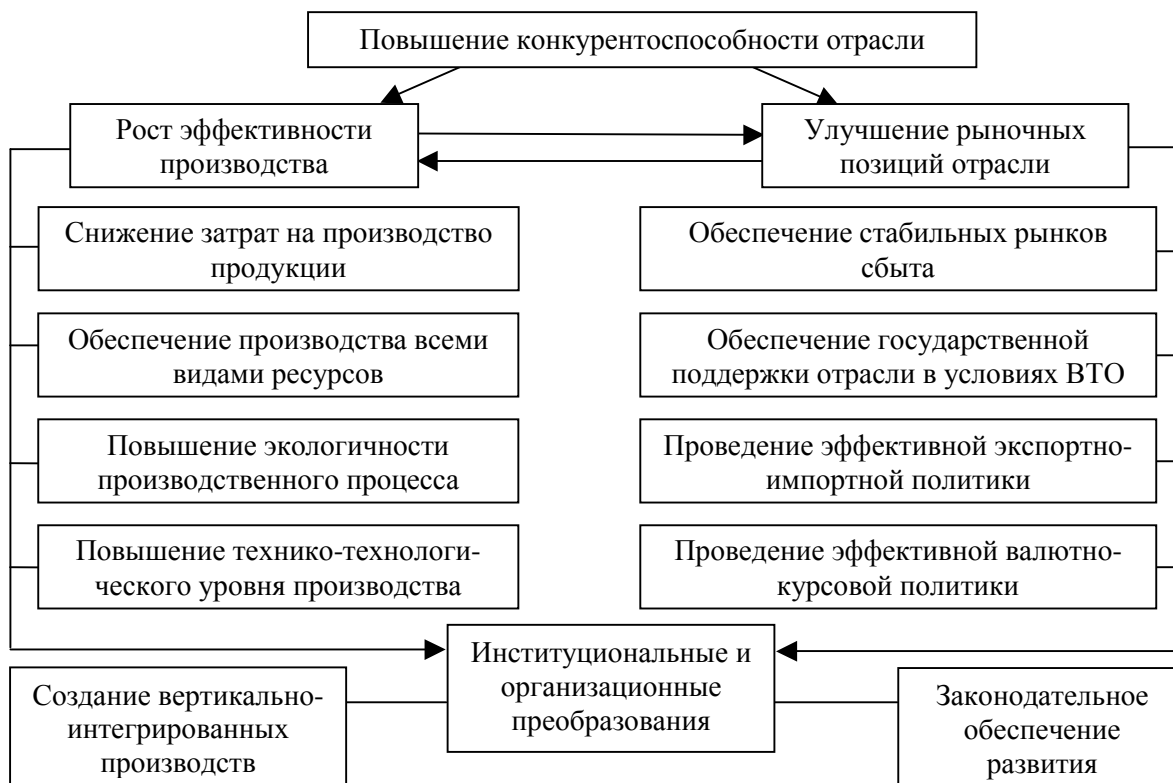 Повышение конкурентоспособности отрасли
Рост эффективности
производства
Улучшение рыночных
позиций отрасли
Снижение затрат на производство
продукции
Обеспечение стабильных рынков
сбыта
Обеспечение производства всеми
видами ресурсов
Обеспечение государственной
поддержки отрасли в условиях ВТО
Повышение экологичности
производственного процесса
Проведение эффективной экспортно-
импортной политики
Повышение технико-технологи-
ческого уровня производства
Проведение эффективной валютно-
курсовой политики
Институциональные и
организационные
преобразования
Создание вертикально-
интегрированных
производств
Законодательное
обеспечение
развития